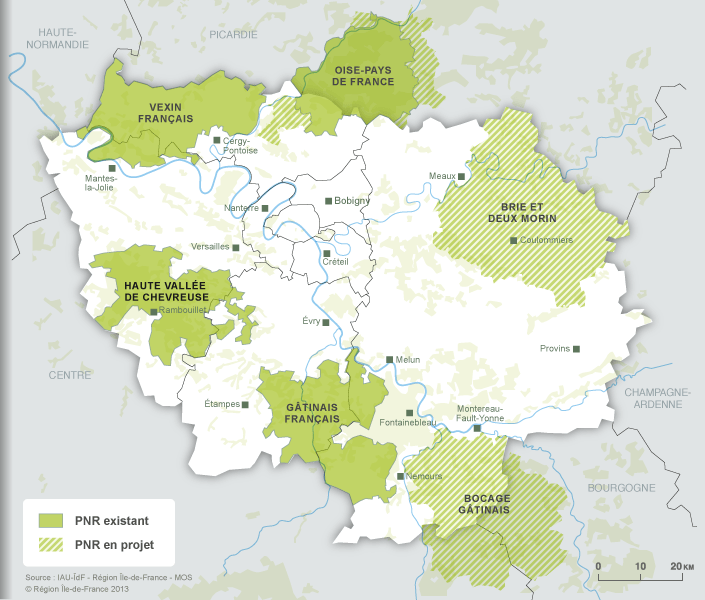 HAUTE-
NORMANDIE
PICARDIE
OISE-PAYS
DE FRANCE
VEXIN
FRANÇAIS
Cergy-
Pontoise
Mantes-
la-Jolie
Meaux
Nanterre
Bobigny
BRIE ET
DEUX MORIN
Coulommiers
Versailles
Créteil
HAUTE VALLÉE
DE CHEVREUSE
Rambouillet
Évry
Provins
Melun
CENTRE
CHAMPAGNE-
ARDENNE
Étampes
GÂTINAIS
FRANÇAIS
Montereau-
Fault-Yonne
Fontainebleau
Nemours
BOURGOGNE
BOCAGE
GÂTINAIS
PNR existant
PNR en projet
0 10 20 KM
Source : IAU-ÎdF - Région Île-de-France - MOS
© Région Île-de-France 2013